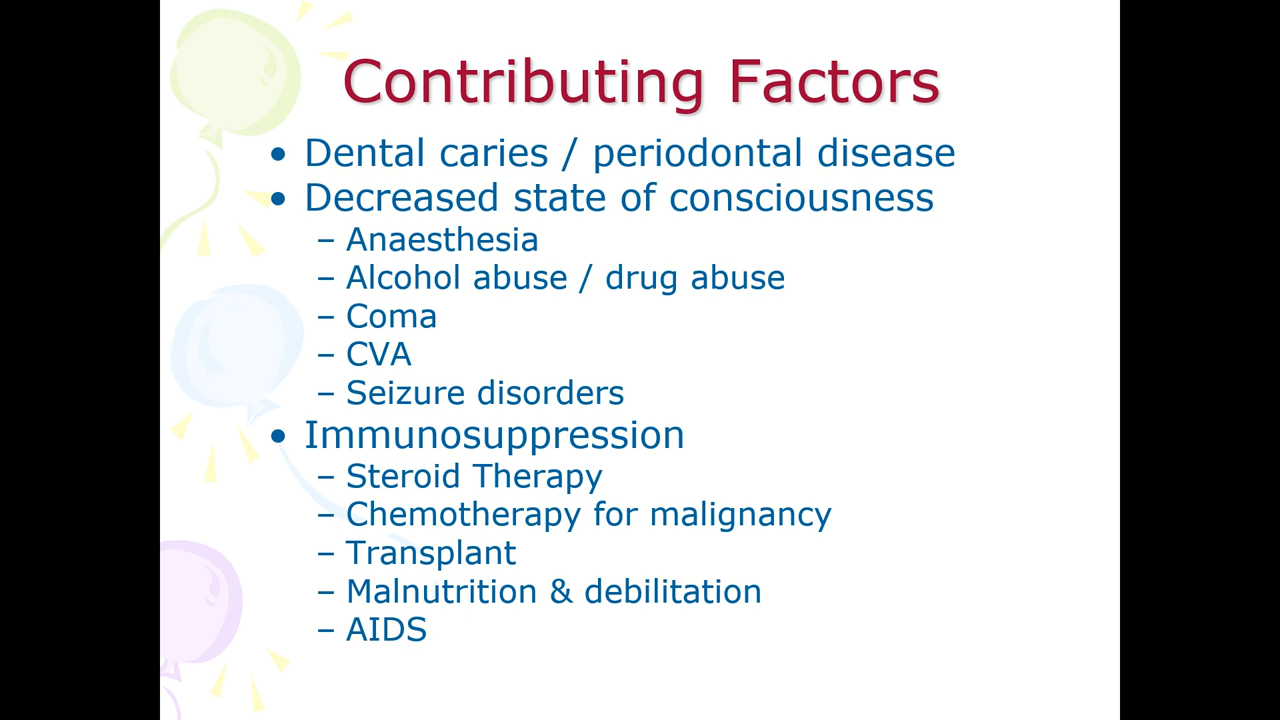 Contributing Factors
• Dental caries / periodontal disease
• Decreased state of consciousness
– Anaesthesia
– Alcohol abuse / drug abuse
– Coma
– CVA
– Seizure disorders
• Immunosuppression
– Steroid Therapy
– Chemotherapy for malignancy
– Transplant
– Malnutrition & debilitation
– AIDS